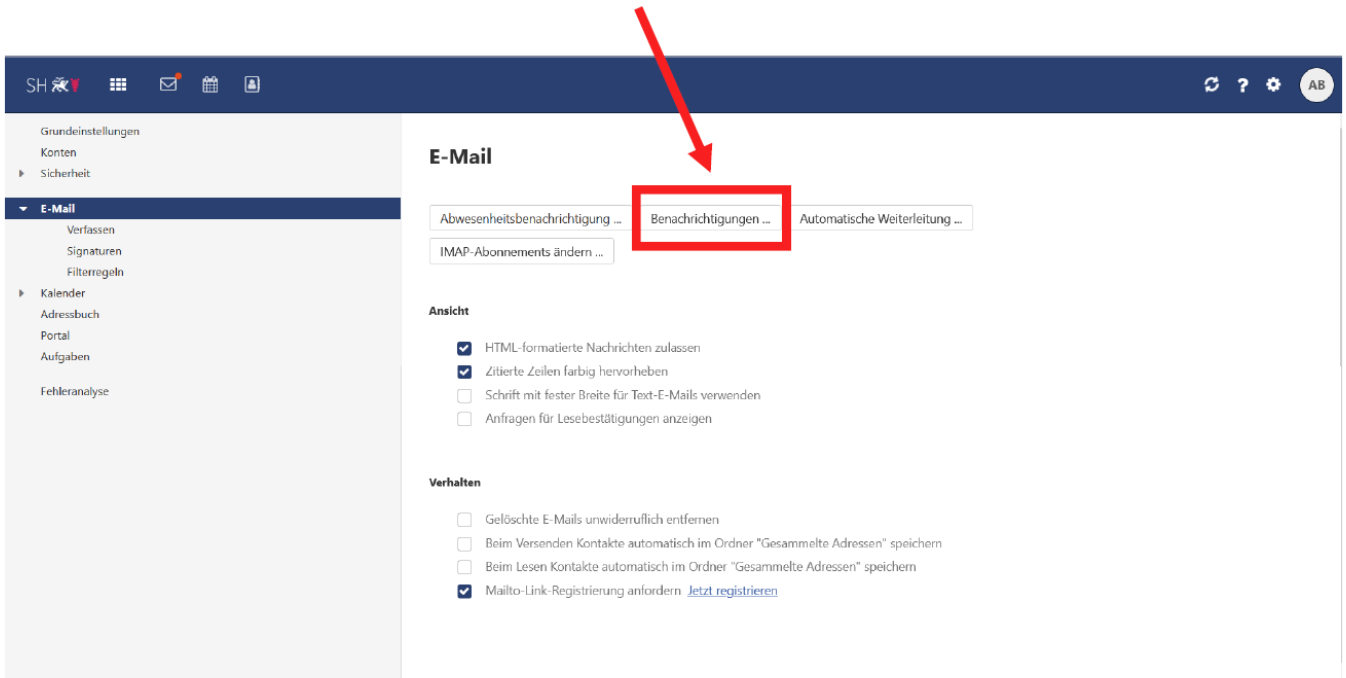 SH
AB
Grundeinstellungen
Konten
Sicherheit
E-Mail
Verfassen
Signaturen
Filterregeln
Kalender
Adressbuch
Portal
Aufgaben
Fehleranalyse
E-Mail
Abwesenheitsbenachrichtigung ... Benachrichtigungen ... Automatische Weiterleitung ...
IMAP-Abonnements ändern ...
Ansicht
HTML-formatierte Nachrichten zulassen
Zitierte Zeilen farbig hervorheben
Schrift mit fester Breite für Text-E-Mails verwenden
Anfragen für Lesebestätigungen anzeigen
Verhalten
Gelöschte E-Mails unwiderruflich entfernen
Beim Versenden Kontakte automatisch im Ordner "Gesammelte Adressen" speichern
Beim Lesen Kontakte automatisch im Ordner "Gesammelte Adressen" speichern
Mailto-Link-Registrierung anfordern Jetzt registrieren